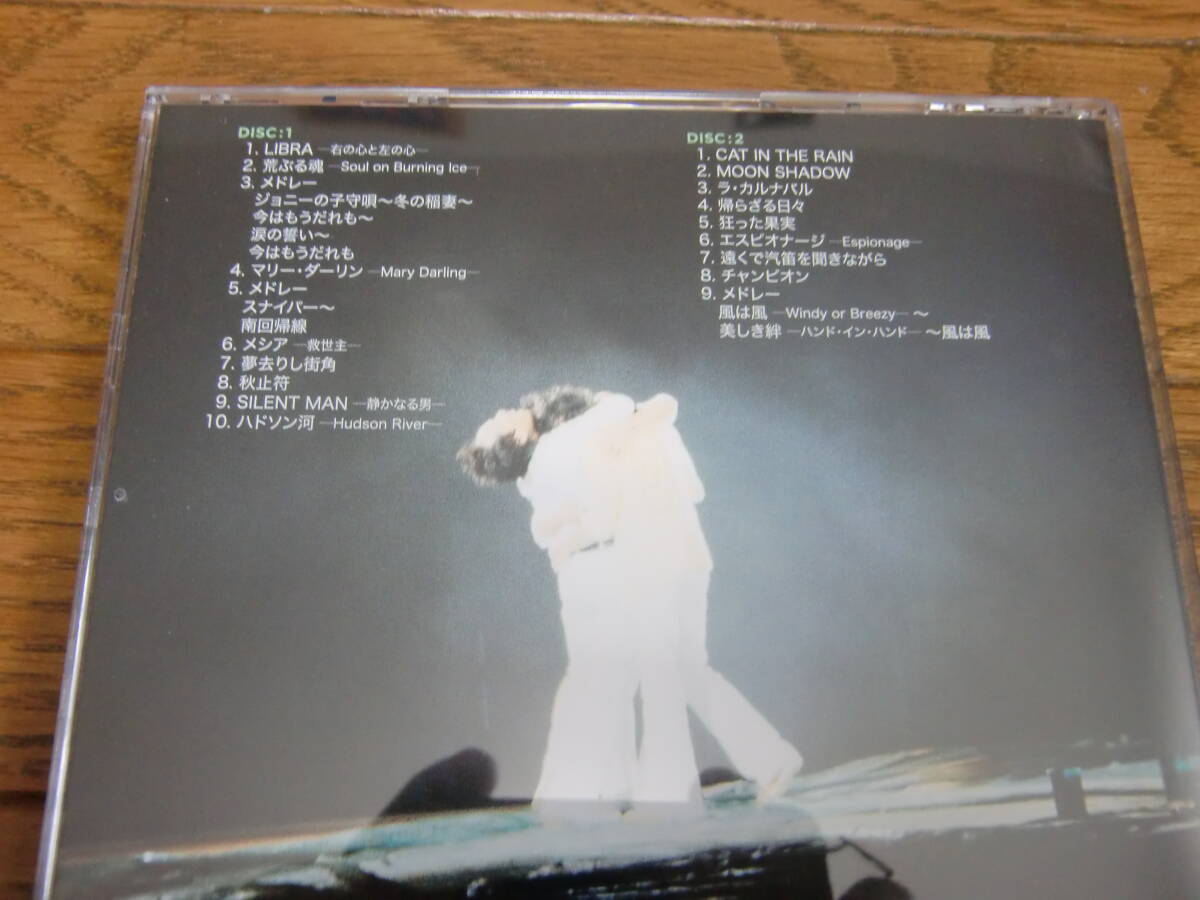 DISC:1
1. LIBRA ―右の心と左の心―
2. 荒ぶる魂 ―Soul on Burning Ice―
3. メドレー
ジョニーの子守唄〜冬の稲妻〜
今はもうだれも〜
涙の誓い〜
今はもうだれも
4. マリー・ダーリン ―Mary Darling―
5. メドレー
スナイパー〜
南回帰線
6. メシア ―救世主―
7. 夢去りし街角
8. 秋止符
9. SILENT MAN ―静かなる男―
10. ハドソン河 ―Hudson River―
DISC:2
1. CAT IN THE RAIN
2. MOON SHADOW
3. ラ・カルナバル
4. 帰らざる日々
5. 狂った果実
6. エスピオナージ ―Espionage―
7. 遠くで汽笛を聞きながら
8. チャンピオン
9. メドレー
風は風 ―Windy or Breezy― 〜
美しき絆 ―ハンド・イン・ハンド― 〜風は風